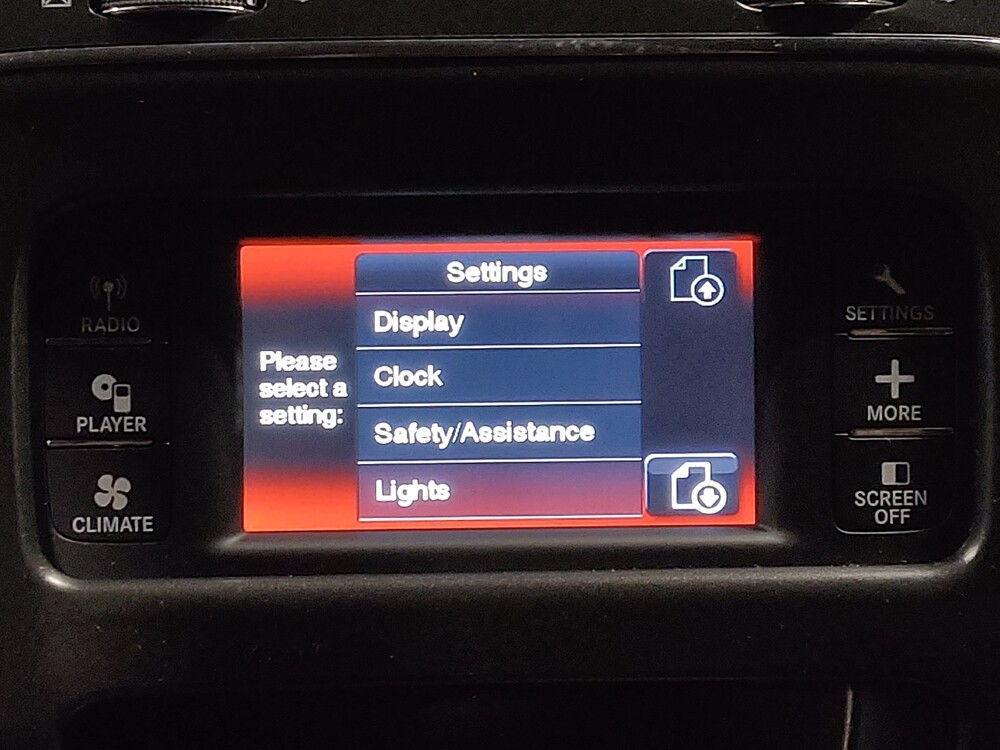 RADIO
PLAYER
CLIMATE
Please
select a
setting:
Settings
Display
Clock
Safety/Assistance
Lights
SETTINGS
MORE
SCREEN
OFF